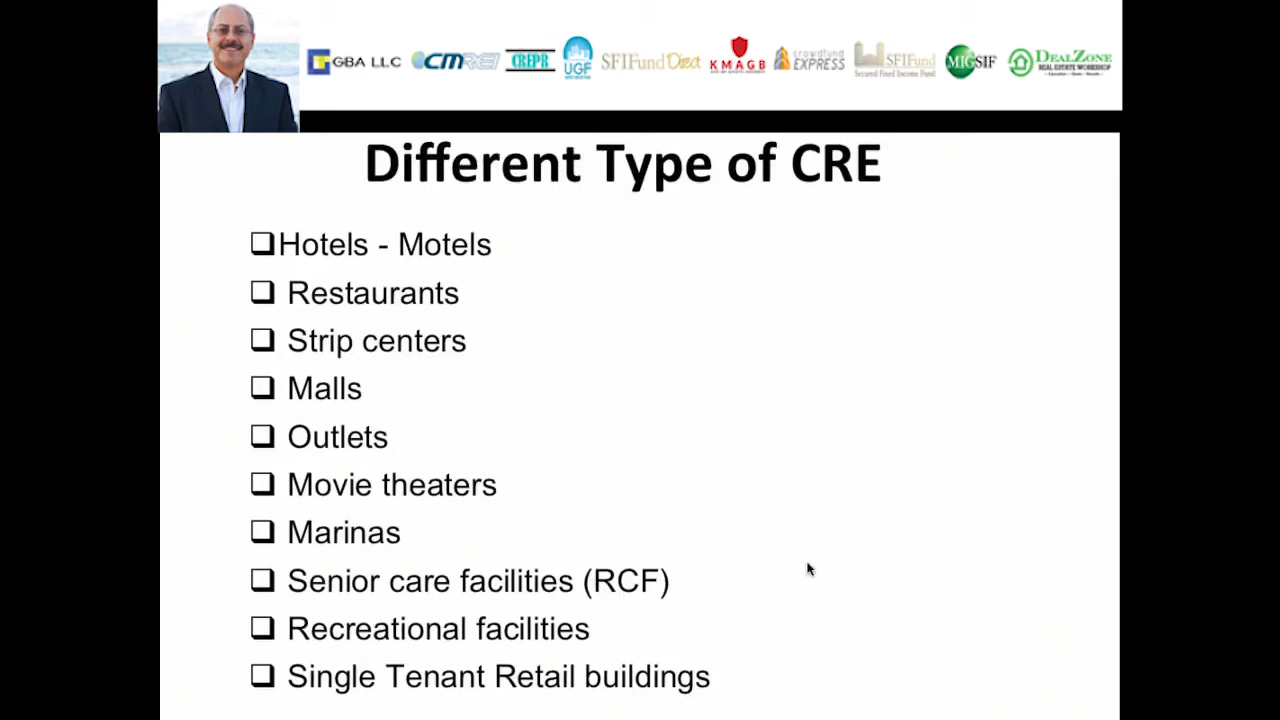 GBA LLC CMREI CREPR UGF SFIFund Direct KMAGB crowdfund EXPRESS SFIFund Secured Fixed Income Fund MIGSIF DEALZONE REAL ESTATE WORKSHOP
Different Type of CRE
Hotels - Motels
Restaurants
Strip centers
Malls
Outlets
Movie theaters
Marinas
Senior care facilities (RCF)
Recreational facilities
Single Tenant Retail buildings